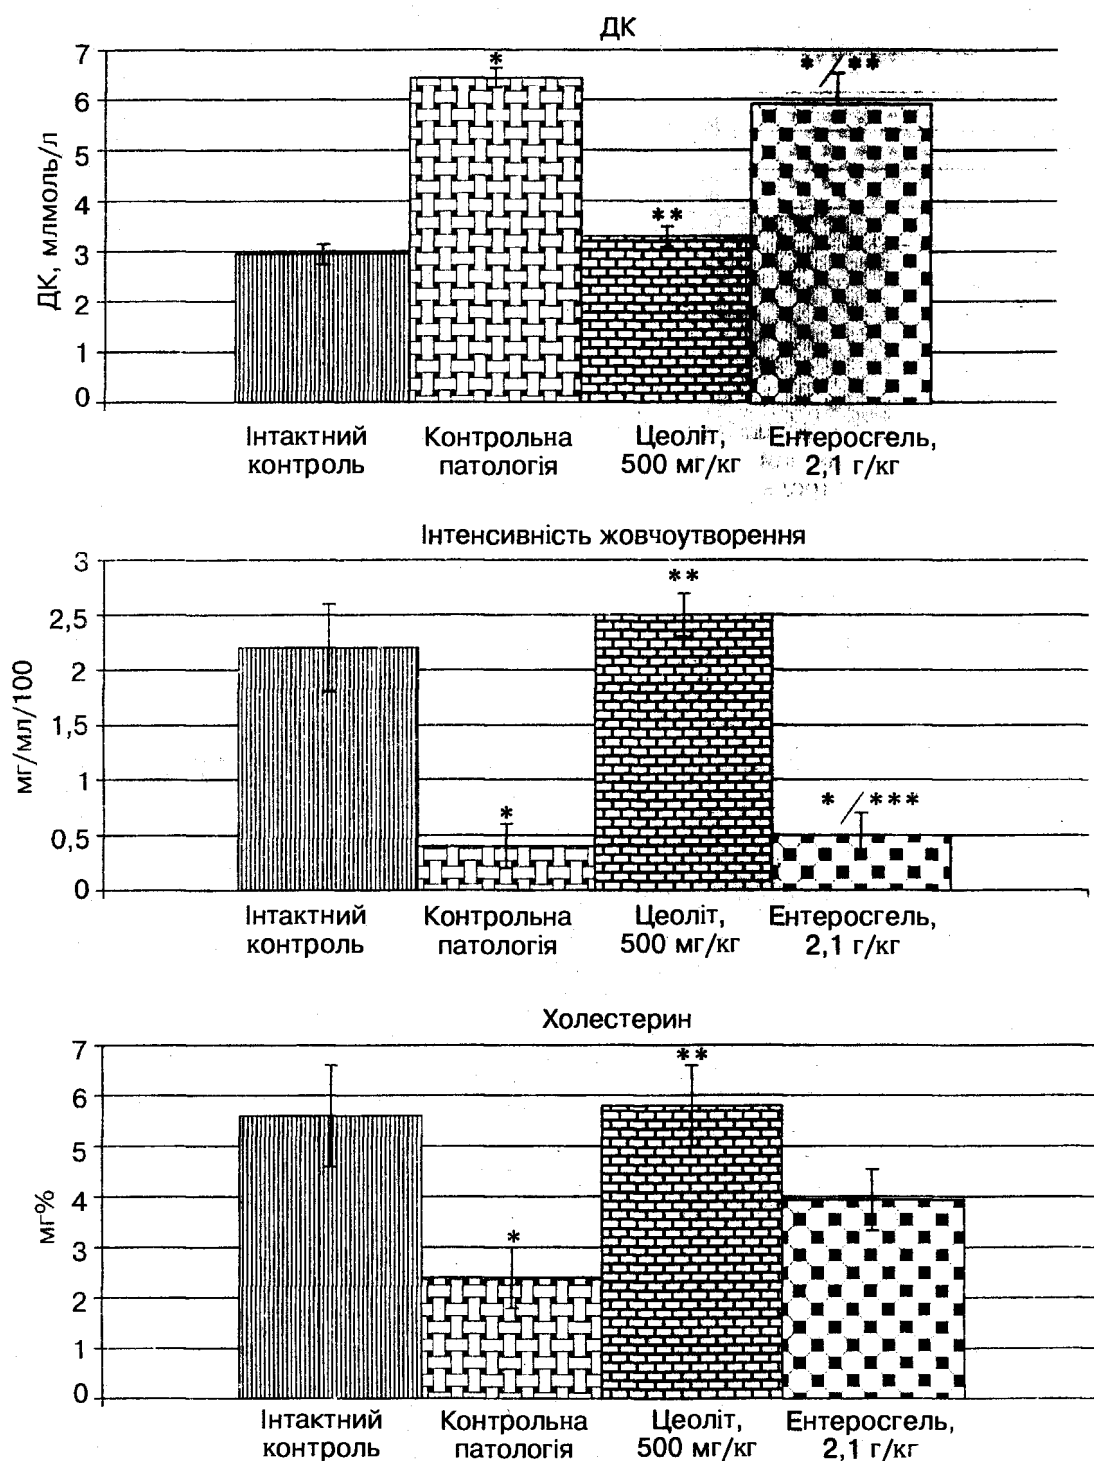 ДК
ДК, млмоль/л
7
6
5
4
3
2
1
0
*
**
* / **
Інтактний контроль
Контрольна патологія
Цеоліт, 500 мг/кг
Ентеросгель, 2,1 г/кг
Інтенсивність жовчоутворення
мг/мл/100
3
2,5
2
1,5
1
0,5
0
*
**
* / ***
Інтактний контроль
Контрольна патологія
Цеоліт, 500 мг/кг
Ентеросгель, 2,1 г/кг
Холестерин
мг%
7
6
5
4
3
2
1
0
*
**
Інтактний контроль
Контрольна патологія
Цеоліт, 500 мг/кг
Ентеросгель, 2,1 г/кг